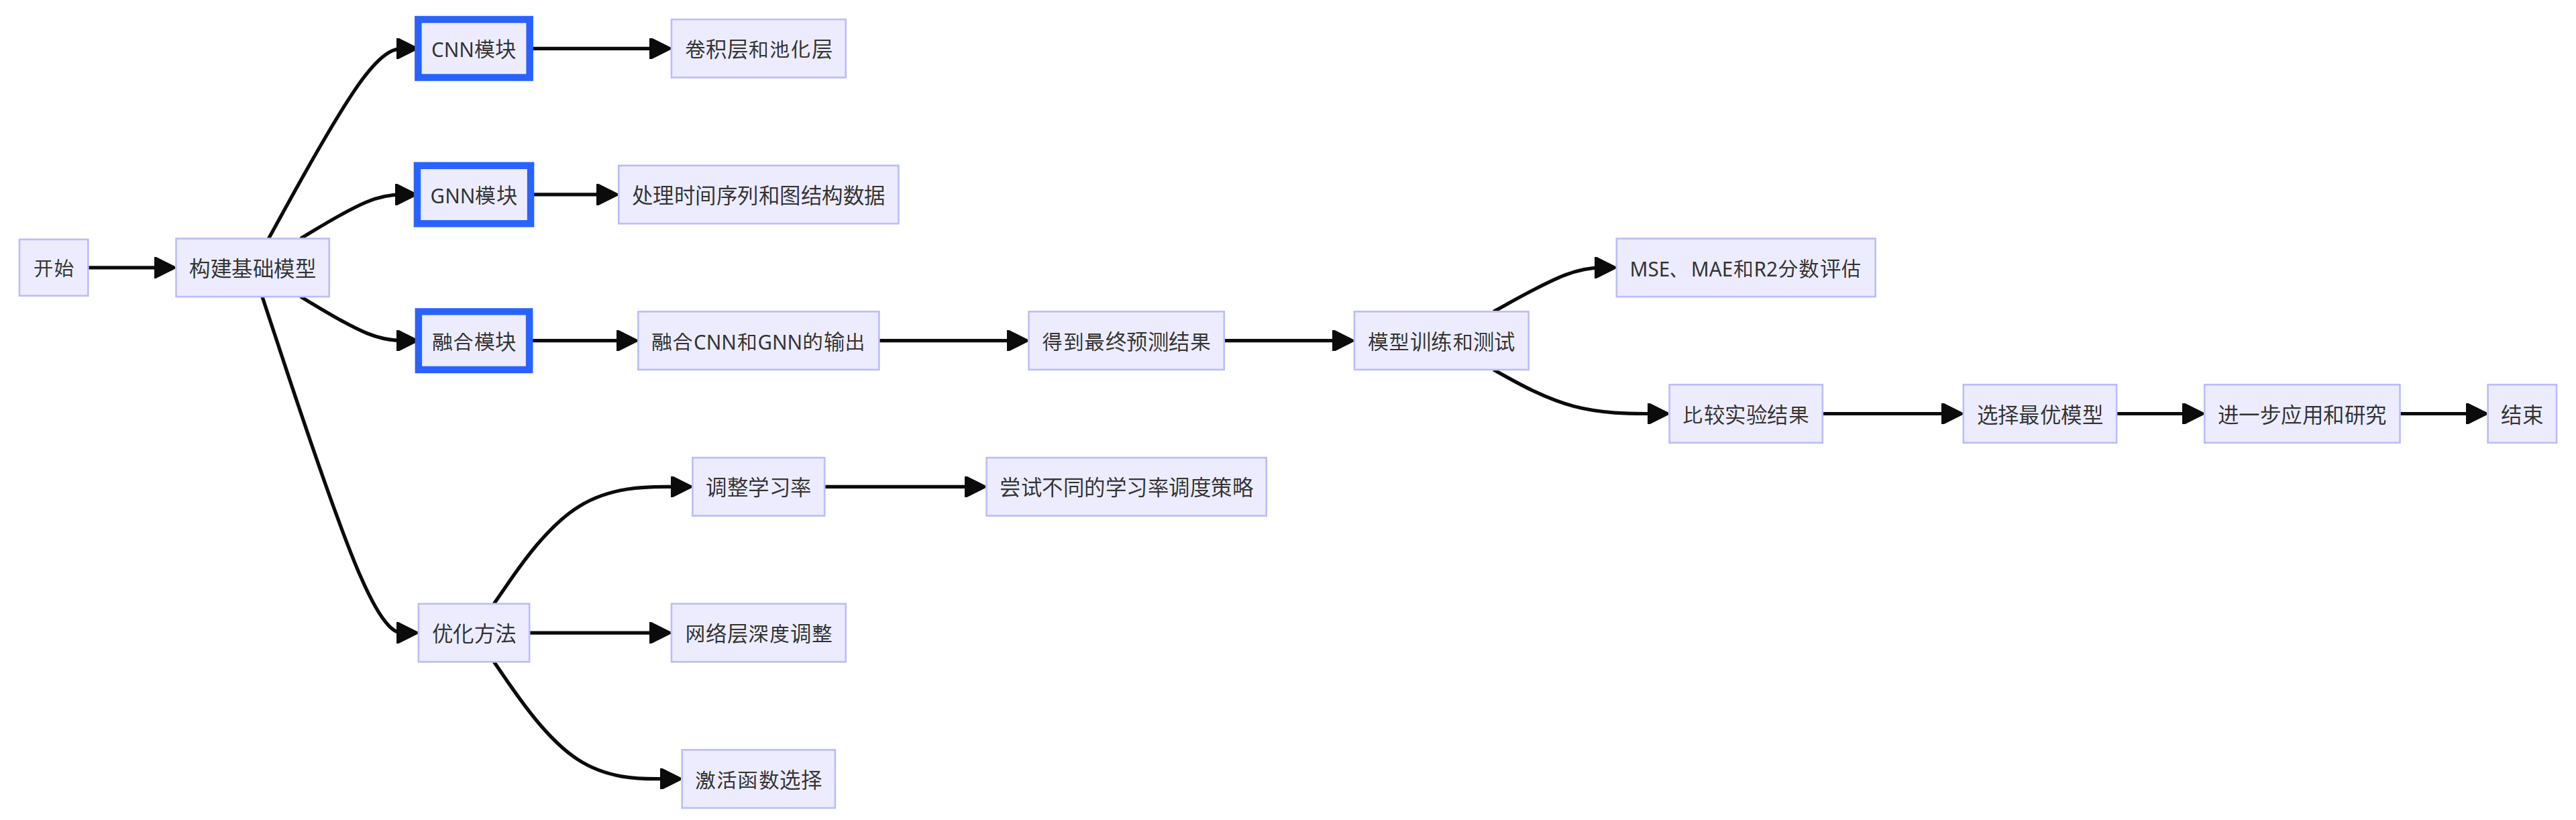 CNN模块
卷积层和池化层
GNN模块
处理时间序列和图结构数据
开始
构建基础模型
MSE、MAE和R2分数评估
融合模块
融合CNN和GNN的输出
得到最终预测结果
模型训练和测试
比较实验结果
选择最优模型
进一步应用和研究
结束
调整学习率
尝试不同的学习率调度策略
优化方法
网络层深度调整
激活函数选择